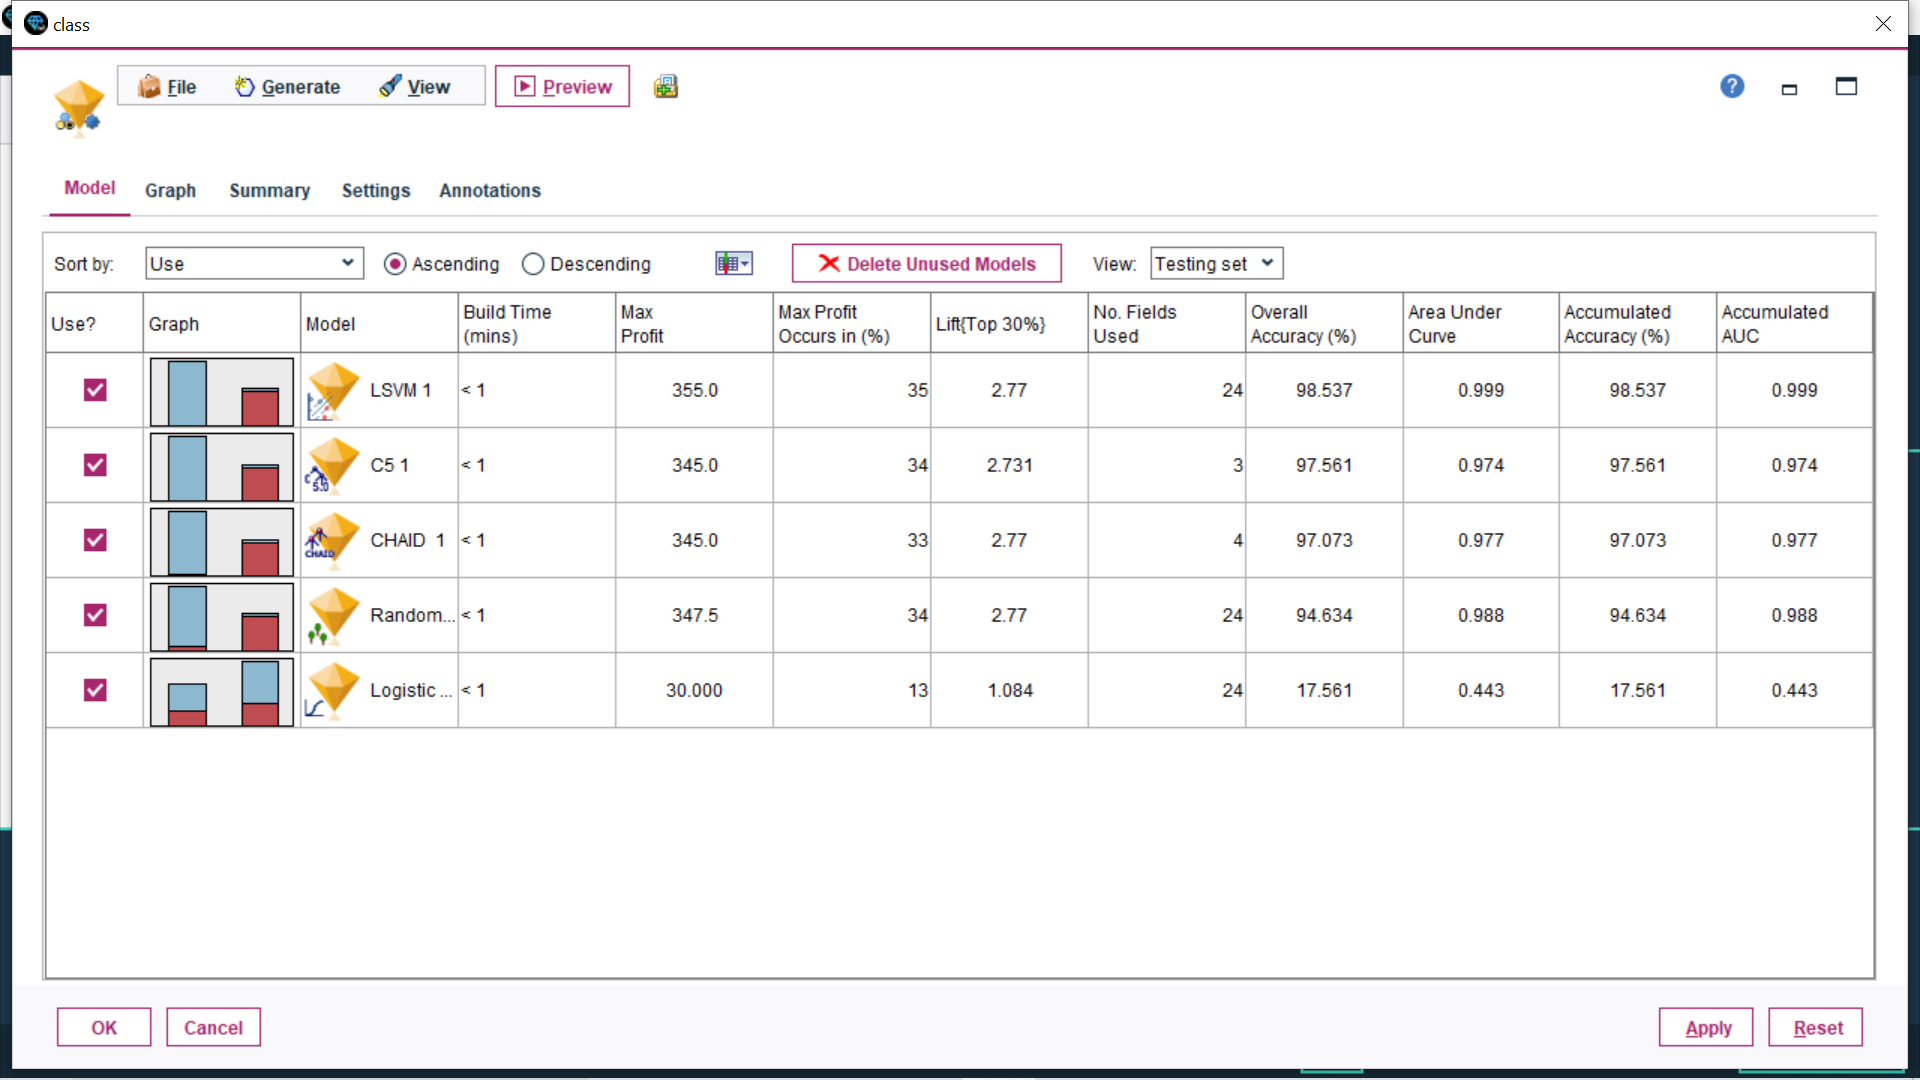 class
File Generate View Preview
Model Graph Summary Settings Annotations
Sort by: Use Ascending Descending Delete Unused Models View: Testing set
Use? Graph Model Build Time (mins) Max Profit Max Profit Occurs in (%) Lift{Top 30%} No. Fields Used Overall Accuracy (%) Area Under Curve Accumulated Accuracy (%) Accumulated AUC
LSVM 1 < 1 355.0 35 2.77 24 98.537 0.999 98.537 0.999
C 5.0 C5 1 < 1 345.0 34 2.731 3 97.561 0.974 97.561 0.974
CHAID CHAID 1 < 1 345.0 33 2.77 4 97.073 0.977 97.073 0.977
Random... < 1 347.5 34 2.77 24 94.634 0.988 94.634 0.988
Logistic ... < 1 30.000 13 1.084 24 17.561 0.443 17.561 0.443
OK Cancel Apply Reset